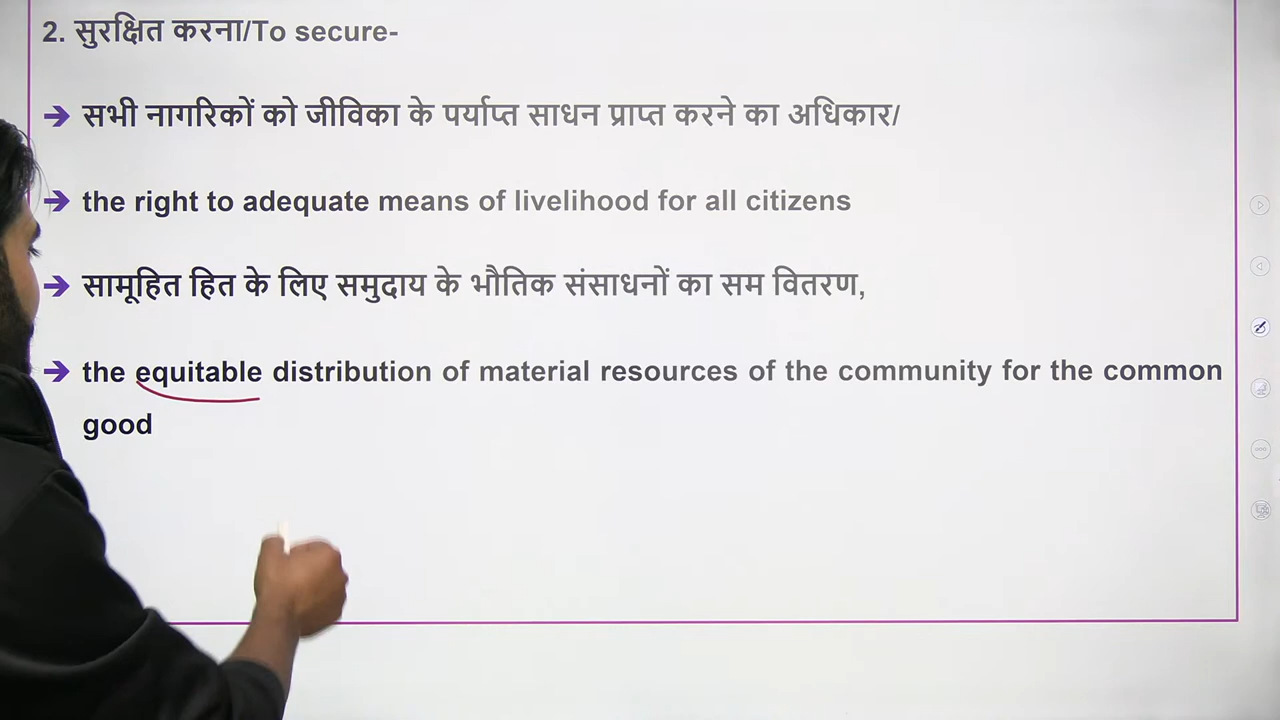 2. सुरक्षित करना/To secure-
➔ सभी नागरिकों को जीविका के पर्याप्त साधन प्राप्त करने का अधिकार/
➔ the right to adequate means of livelihood for all citizens
➔ सामूहित हित के लिए समुदाय के भौतिक संसाधनों का सम वितरण,
➔ the equitable distribution of material resources of the community for the common
good